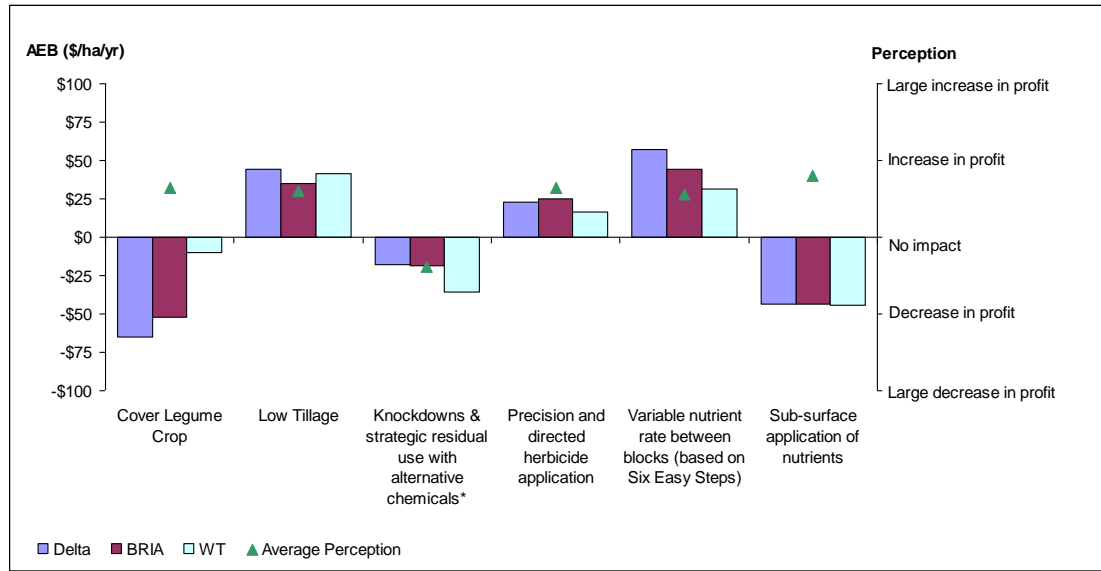 AEB ($/ha/yr)
Perception
$100
$75
$50
$25
$0
-$25
-$50
-$75
-$100
Large increase in profit
Increase in profit
No impact
Decrease in profit
Large decrease in profit
Cover Legume
Crop
Low Tillage
Knockdowns &
strategic residual
use with
alternative
chemicals*
Precision and
directed
herbicide
application
Variable nutrient
rate between
blocks (based on
Six Easy Steps)
Sub-surface
application of
nutrients
Delta
BRIA
WT
Average Perception